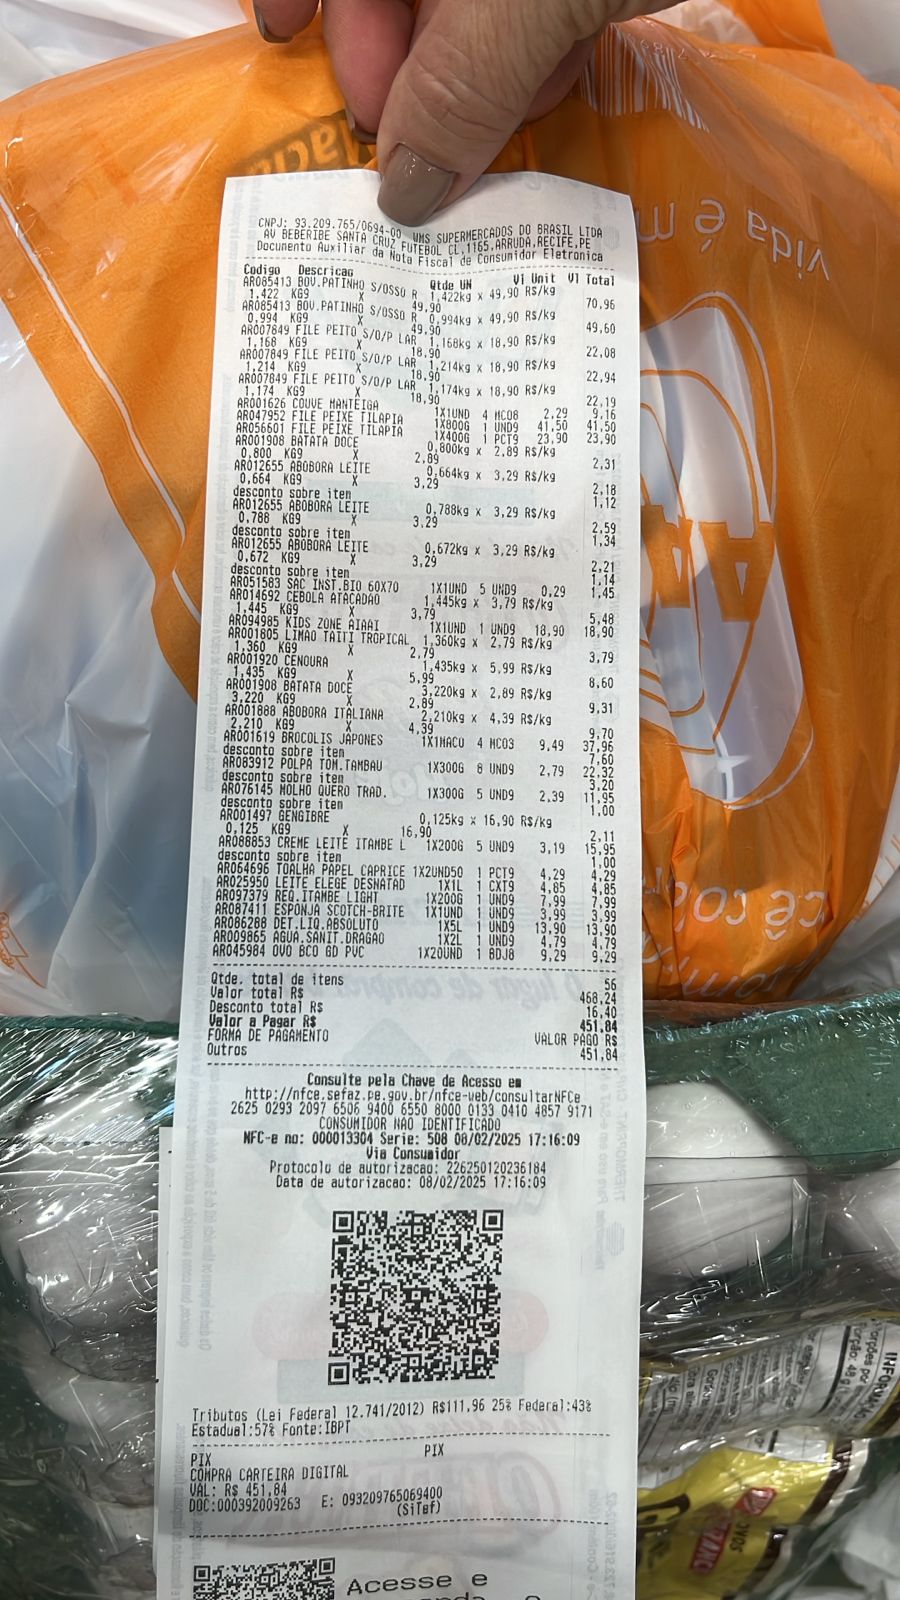 CNPJ: 93.209.765/0694-00 WMS SUPERMERCADOS DO BRASIL LTDA
AV BEBERIBE SANTA CRUZ FUTEBOL CL,1165,ARRUDA,RECIFE,PE
Documento Auxiliar da Nota Fiscal de Consumidor Eletronica
Codigo Descricao Qtde UN Vl Unit Vl Total
AR085413 BOV.PATINHO S/OSSO R 1,422kg x 49,90 R$/kg
1.422 KG9 X 49,90 70,96
AR085413 BOV.PATINHO S/OSSO R 0,994kg x 49,90 R$/kg
0.994 KG9 X 49,90 49,60
AR007849 FILE PEITO S/O/P LAR 1,168kg x 18,90 R$/kg
1,168 KG9 X 18,90 22,08
AR007849 FILE PEITO S/O/P LAR 1,214kg x 18,90 R$/kg
1,214 KG9 X 18,90 22,94
AR007849 FILE PEITO S/O/P LAR 1,174kg x 18,90 R$/kg
1,174 KG9 X 18,90 22,19
AR001626 COUVE MANTEIGA 1X1UND 4 MCO8 2,29 9,16
AR047952 FILE PEIXE TILAPIA 1X800G 1 UND9 41,50 41,50
AR056601 FILE PEIXE TILAPIA 1X400G 1 PCT9 23,90 23,90
AR001908 BATATA DOCE 0,800kg x 2,89 R$/kg
0.800 KG9 X 2,89 2,31
AR012655 ABOBORA LEITE 0,664kg x 3,29 R$/kg
0,664 KG9 X 3,29 2,18
desconto sobre item 1,12
AR012655 ABOBORA LEITE 0,788kg x 3,29 R$/kg
0.788 KG9 X 3,29 2,59
desconto sobre item 1,34
AR012655 ABOBORA LEITE 0,672kg x 3,29 R$/kg
0.672 KG9 X 3,29 2,21
desconto sobre item 1,14
AR051583 SAC INST.BIO 60X70 1X1UND 5 UND9 0,29 1,45
AR014692 CEBOLA ATACADAO 1,445kg x 3,79 R$/kg
1,445 KG9 X 3,79 5,48
AR094985 KIDS ZONE AIAAI 1X1UND 1 UND9 18,90 18,90
AR001805 LIMAO TAITI TROPICAL 1,360kg x 2,79 R$/kg
1,360 KG9 X 2,79 3,79
AR001920 CENOURA 1,435kg x 5,99 R$/kg
1,435 KG9 X 5,99 8,60
AR001908 BATATA DOCE 3,220kg x 2,89 R$/kg
3,220 KG9 X 2,89 9,31
AR001888 ABOBORA ITALIANA 2,210kg x 4,39 R$/kg
2,210 KG9 X 4,39 9,70
AR001619 BROCOLIS JAPONES 1X1MACO 4 MCO3 9,49 37,96
desconto sobre item 7,60
AR083912 POLPA TOM.TAMBAU 1X300G 8 UND9 2,79 22,32
desconto sobre item 3,20
AR076145 MOLHO QUERO TRAD. 1X300G 5 UND9 2,39 11,95
desconto sobre item 1,00
AR001497 GENGIBRE 0,125kg x 16,90 R$/kg
0,125 KG9 X 16,90 2,11
AR088853 CREME LEITE ITAMBE L 1X200G 5 UND9 3,19 15,95
desconto sobre item 1,00
AR064696 TOALHA PAPEL CAPRICE 1X2UND50 1 PCT9 4,29 4,29
AR025950 LEITE ELEGE DESNATAD 1X1L 1 CXT9 4,85 4,85
AR097379 REQ.ITAMBE LIGHT 1X200G 1 UND9 7,99 7,99
AR087411 ESPONJA SCOTCH-BRITE 1X1UND 1 UND9 3,99 3,99
AR086288 DET.LIQ.ABSOLUTO 1X5L 1 UND9 13,90 13,90
AR009865 AGUA.SANIT.DRAGAO 1X2L 1 UND9 4,79 4,79
AR045984 OVO BCO GD PVC 1X20UND 1 BDJ8 9,29 9,29
Qtde. total de itens 56
Valor total R$ 468,24
Desconto total R$ 16,40
Valor a Pagar R$ 451,84
FORMA DE PAGAMENTO VALOR PAGO R$
Outros 451,84
Consulte pela Chave de Acesso em
http://nfce.sefaz.pe.gov.br/nfce-web/consultarNFCe
2625 0293 2097 6506 9400 6550 8000 0133 0410 4857 9171
CONSUMIDOR NAO IDENTIFICADO
NFC-e no: 000013304 Serie: 508 08/02/2025 17:16:09
Via Consumidor
Protocolo de autorizacao: 226250120236184
Data de autorizacao: 08/02/2025 17:16:09
Tributos (Lei Federal 12.741/2012) R$111,96 25% Federal:43%
Estadual:57% Fonte:IBPT
PIX
PIX
COMPRA CARTEIRA DIGITAL
VAL: R$ 451,84
DOC:000392009263 E: 093209765069400
(SiTef)
Acesse e
vida é m
cê co
INFORMAÇÃO